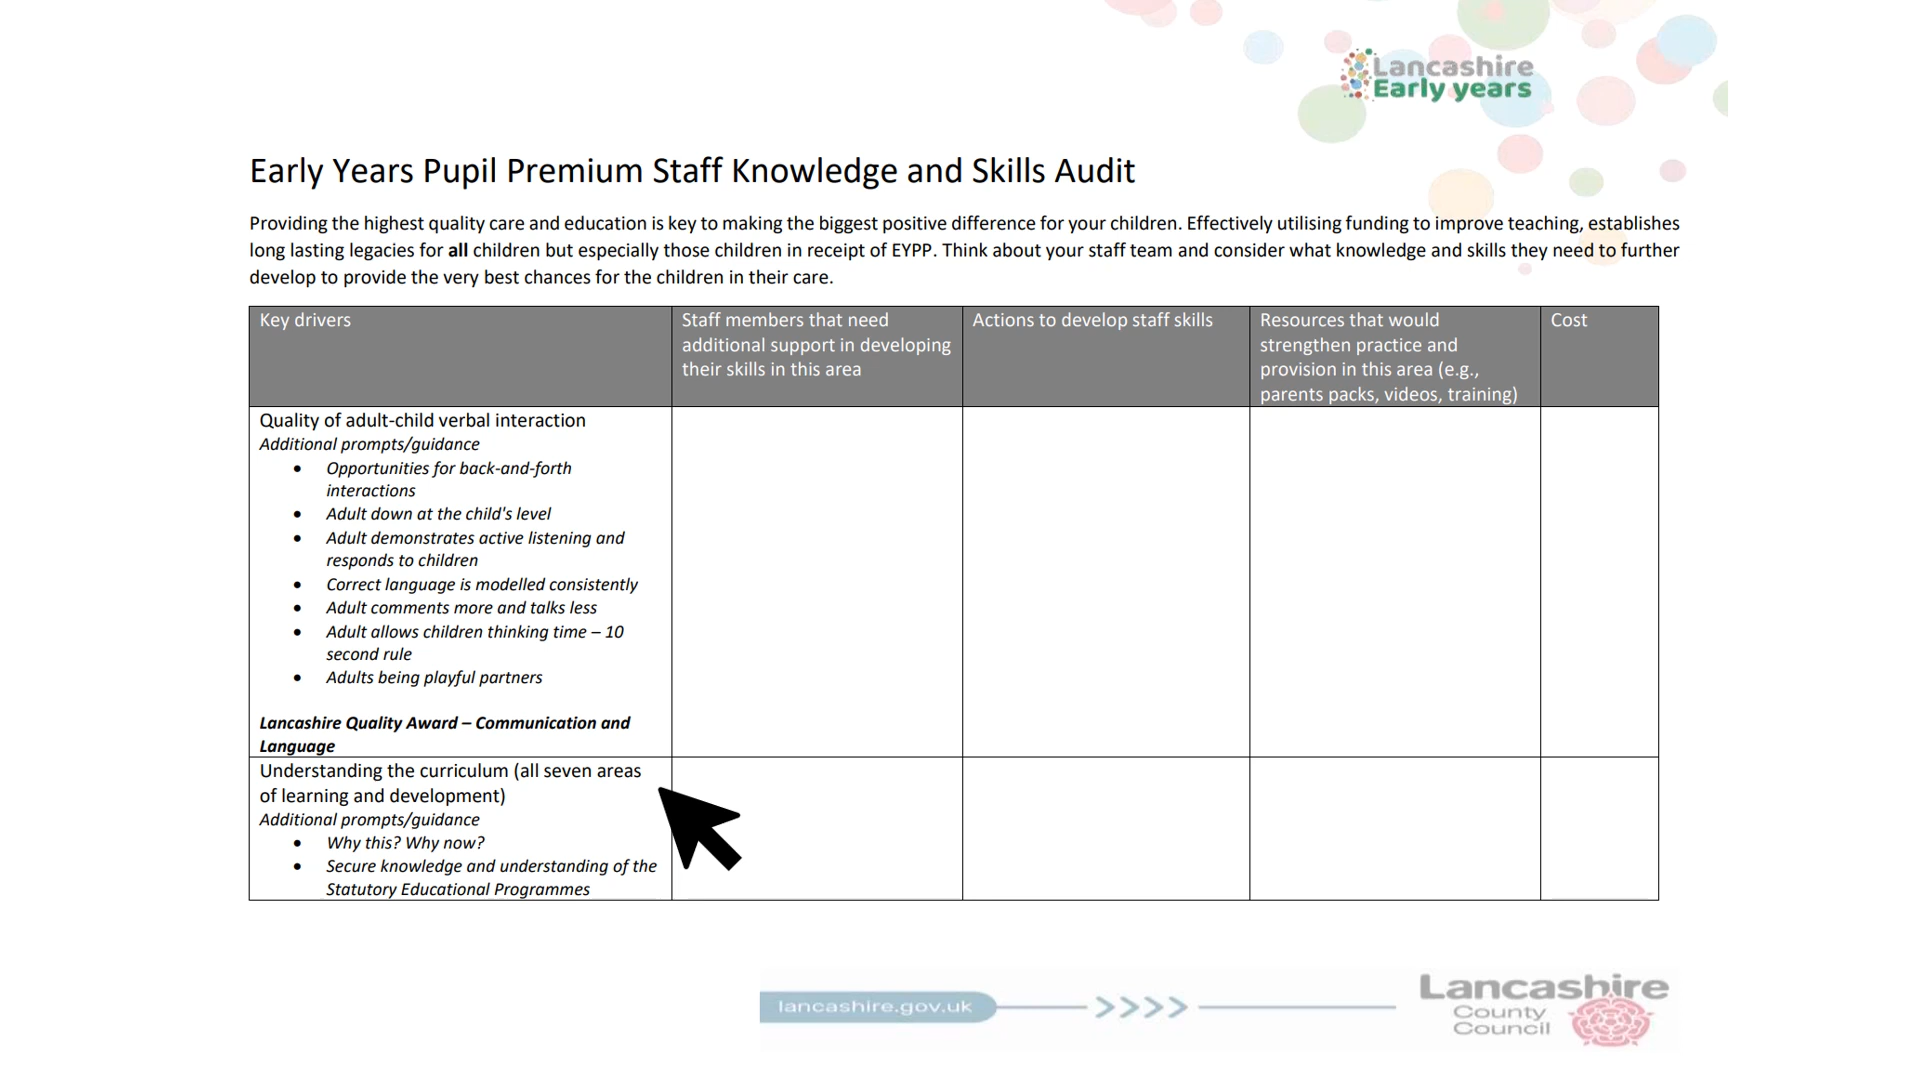 Lancashire
Early years
Early Years Pupil Premium Staff Knowledge and Skills Audit
Providing the highest quality care and education is key to making the biggest positive difference for your children. Effectively utilising funding to improve teaching, establishes
long lasting legacies for all children but especially those children in receipt of EYPP. Think about your staff team and consider what knowledge and skills they need to further
develop to provide the very best chances for the children in their care.
Key drivers
Staff members that need
additional support in developing
their skills in this area
Actions to develop staff skills
Resources that would
strengthen practice and
provision in this area (e.g.,
parents packs, videos, training)
Cost
Quality of adult-child verbal interaction
Additional prompts/guidance
• Opportunities for back-and-forth
interactions
• Adult down at the child's level
• Adult demonstrates active listening and
responds to children
• Correct language is modelled consistently
• Adult comments more and talks less
• Adult allows children thinking time – 10
second rule
• Adults being playful partners
Lancashire Quality Award – Communication and
Language
Understanding the curriculum (all seven areas
of learning and development)
Additional prompts/guidance
• Why this? Why now?
• Secure knowledge and understanding of the
Statutory Educational Programmes
lancashire.gov.uk
Lancashire
County
Council